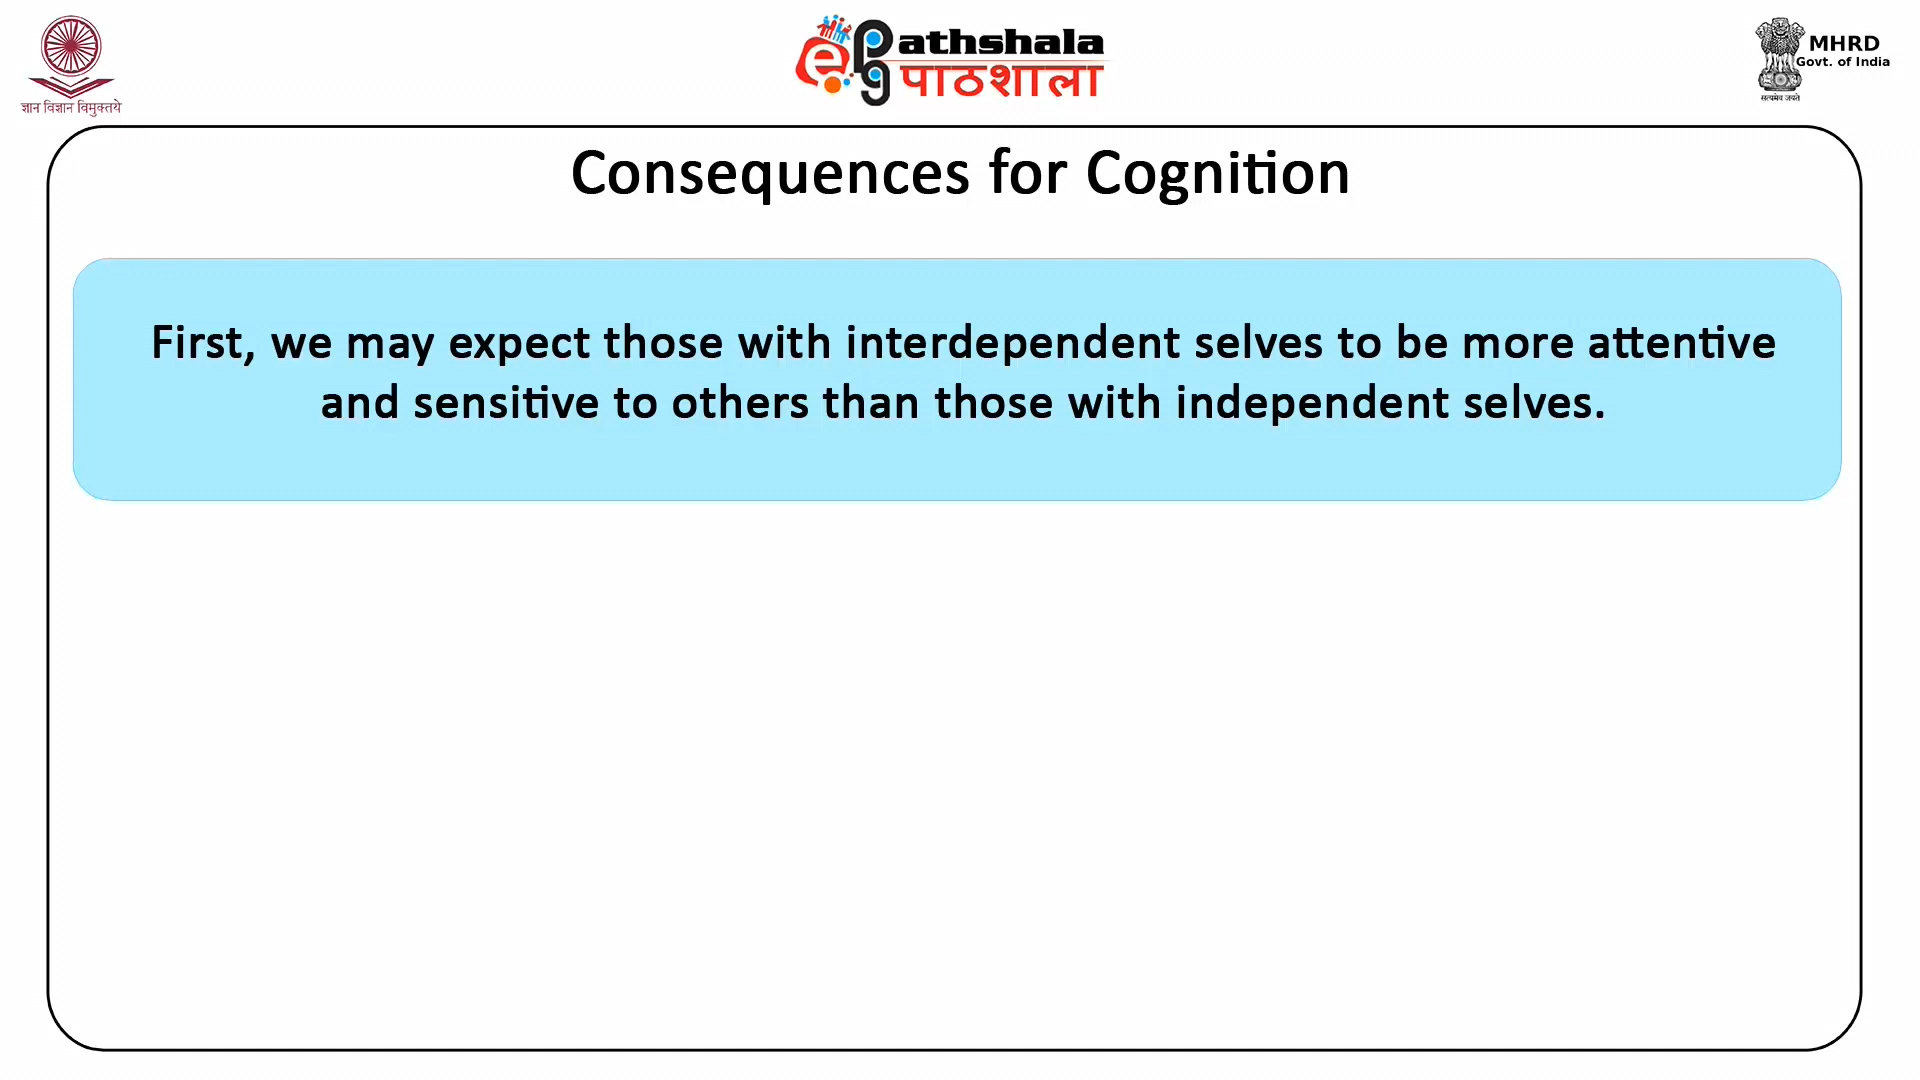 ज्ञान विज्ञान विमुक्तये
e pg Pathshala
पाठशाला
MHRD
Govt. of India
सत्यमेव जयते
Consequences for Cognition
First, we may expect those with interdependent selves to be more attentive
and sensitive to others than those with independent selves.